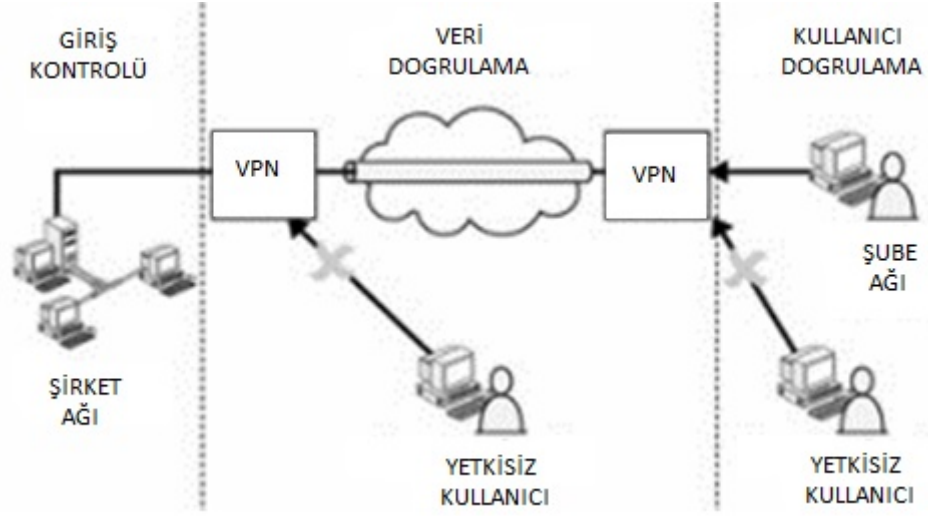 GİRİŞ
KONTROLÜ
VERİ
DOGRULAMA
KULLANICI
DOGRULAMA
VPN
VPN
ŞUBE
AĞI
ŞİRKET
AĞI
YETKİSİZ
KULLANICI
YETKİSİZ
KULLANICI